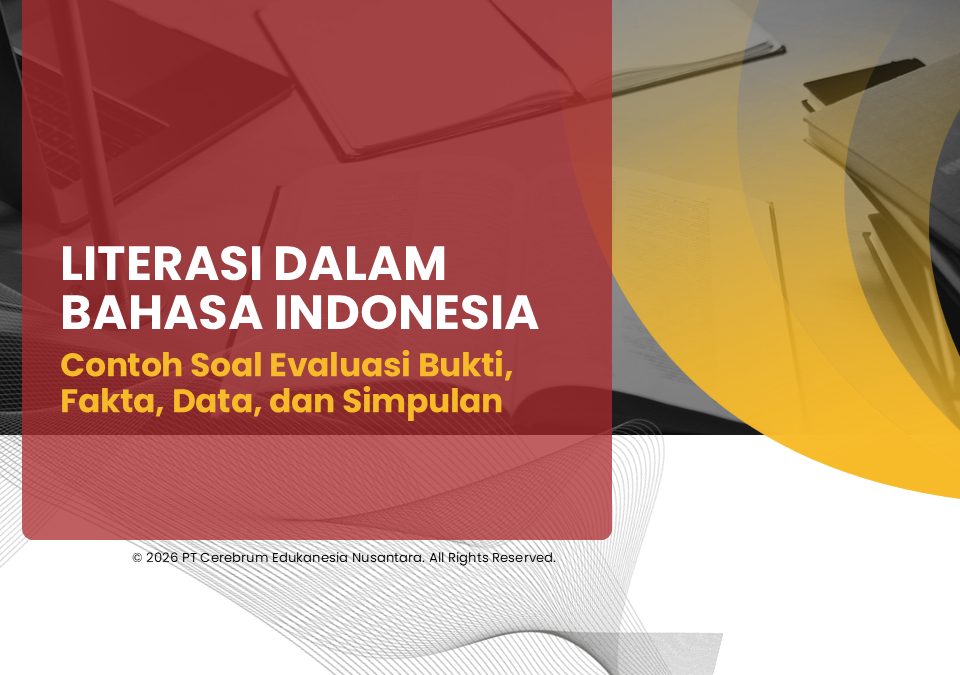 LITERASI DALAM
BAHASA INDONESIA
Contoh Soal Evaluasi Bukti,
Fakta, Data, dan Simpulan
© 2026 PT Cerebrum Edukanesia Nusantara. All Rights Reserved.